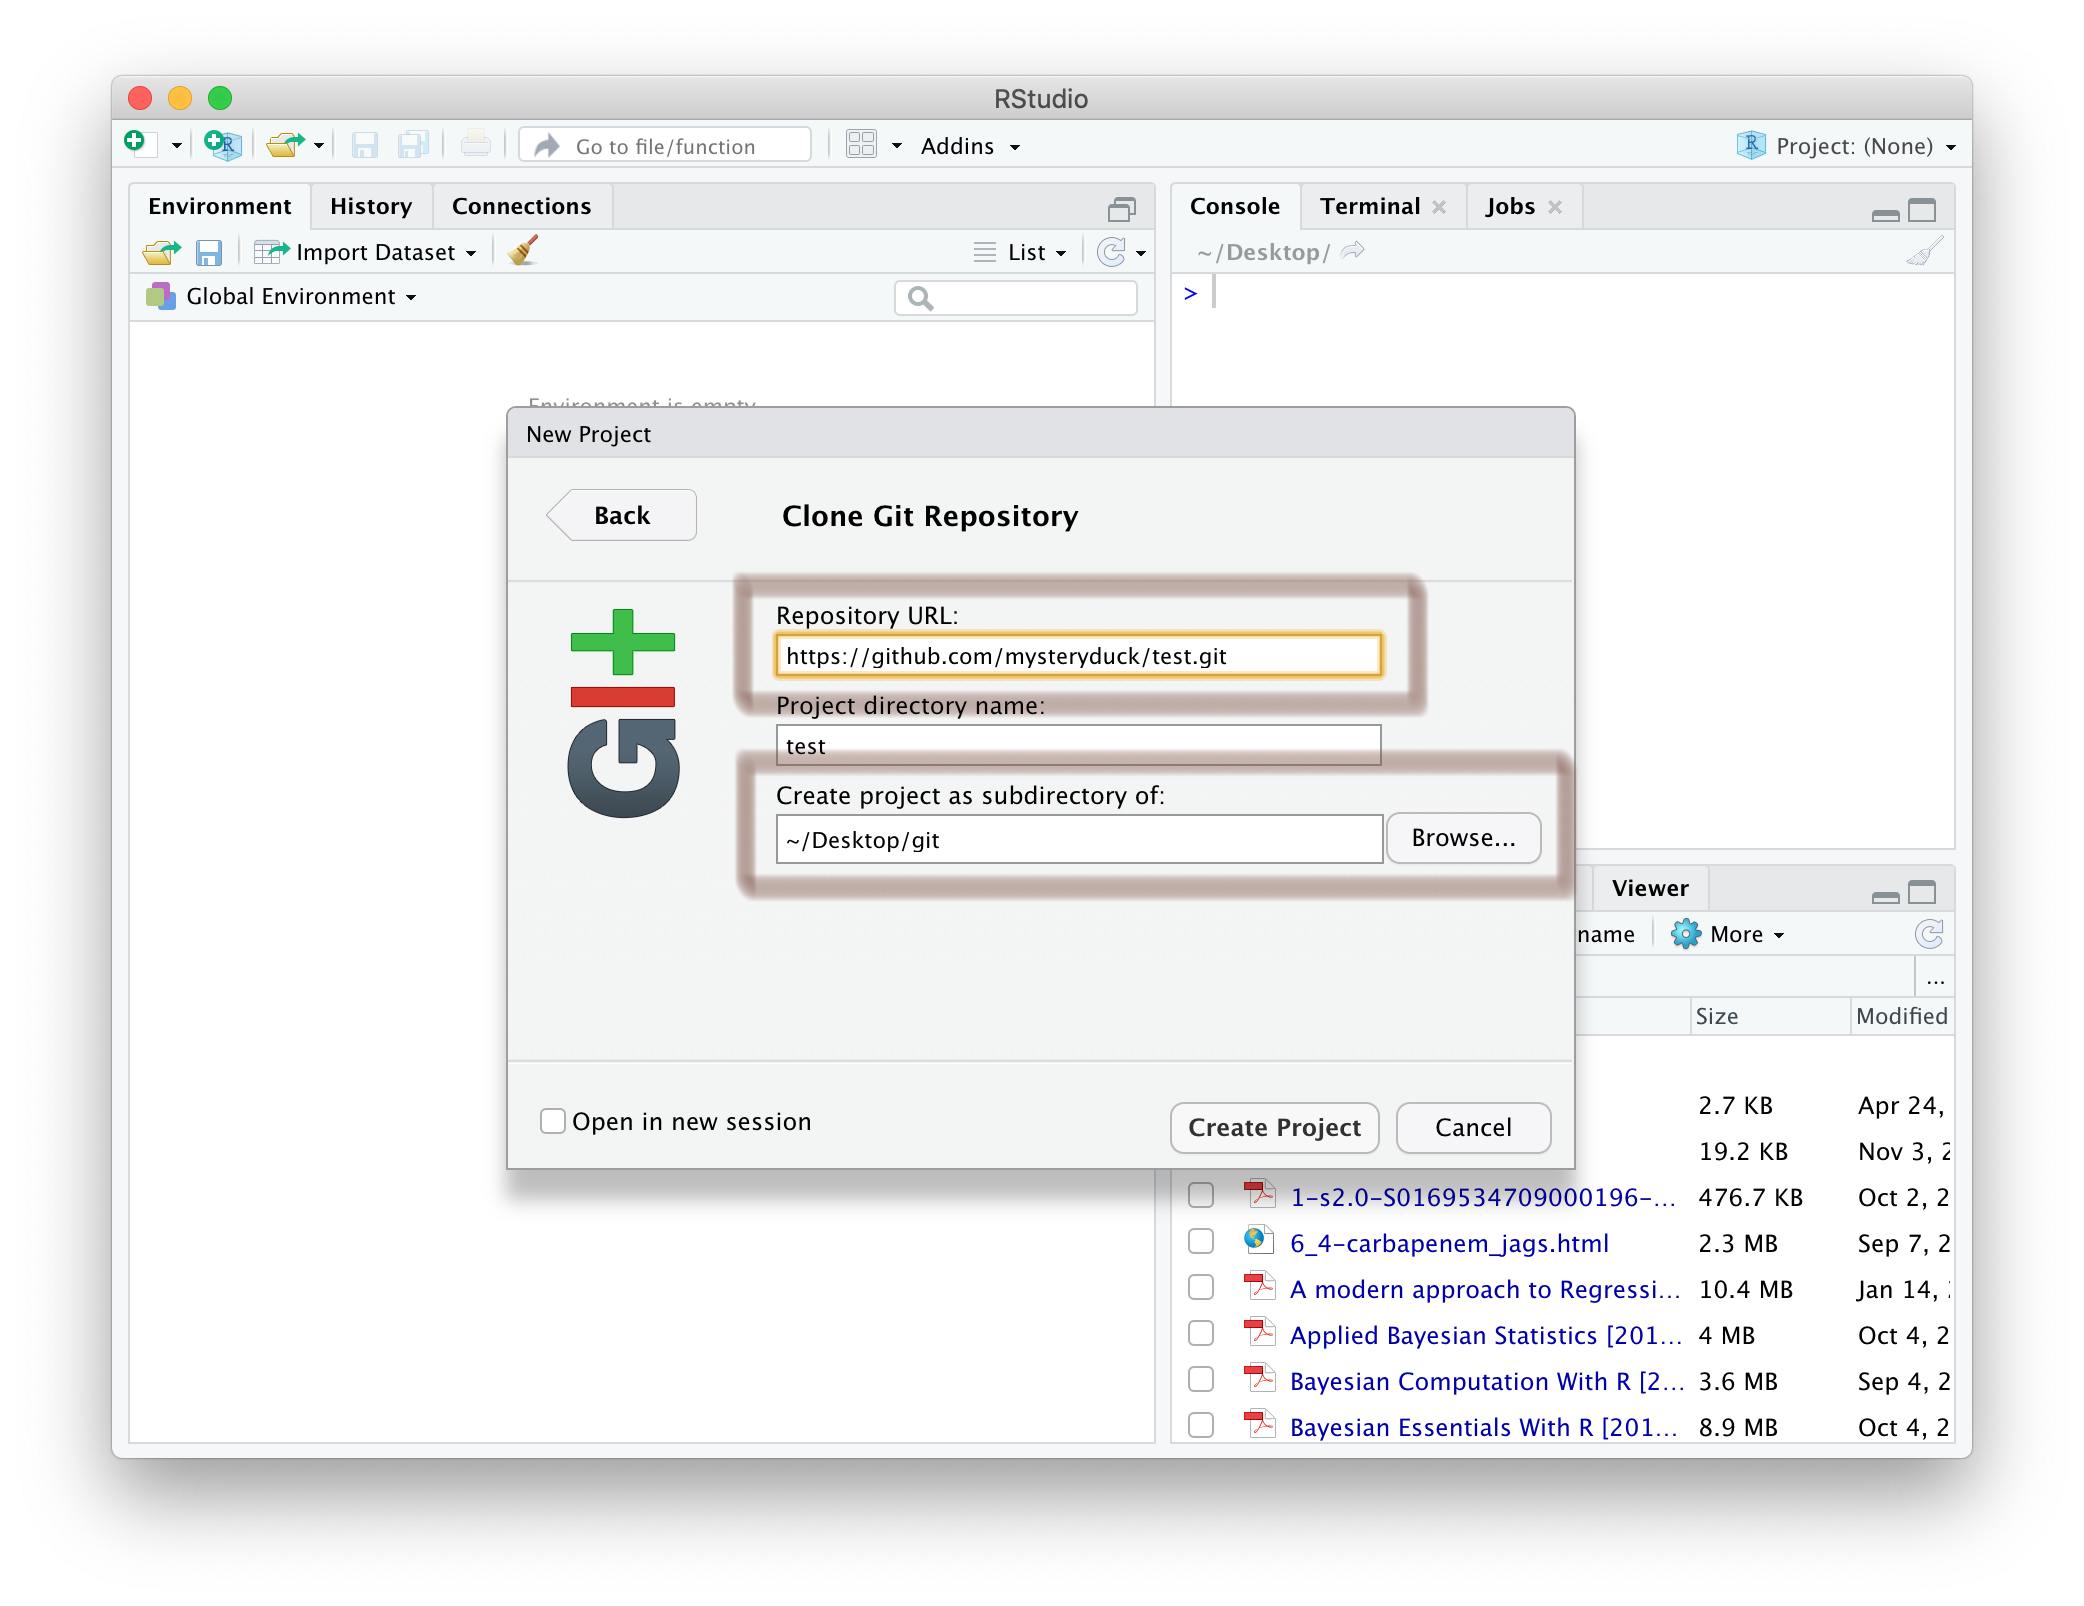 RStudio
Go to file/function
Addins
Project: (None)
Environment
History
Connections
Import Dataset
List
Global Environment
Console
Terminal
Jobs
~/Desktop/
>
New Project
Back
Clone Git Repository
GIT
Repository URL:
https://github.com/mysteryduck/test.git
Project directory name:
test
Create project as subdirectory of:
~/Desktop/git
Browse...
Open in new session
Create Project
Cancel
Environment is empty
Viewer
name
More
...
Size
Modified
2.7 KB Apr 24,
19.2 KB Nov 3, 2
1-s2.0-S0169534709000196-... 476.7 KB Oct 2, 2
6_4-carbapenem_jags.html 2.3 MB Sep 7, 2
A modern approach to Regressi... 10.4 MB Jan 14,
Applied Bayesian Statistics [201... 4 MB Oct 4, 2
Bayesian Computation With R [2... 3.6 MB Sep 4, 2
Bayesian Essentials With R [201... 8.9 MB Oct 4, 2